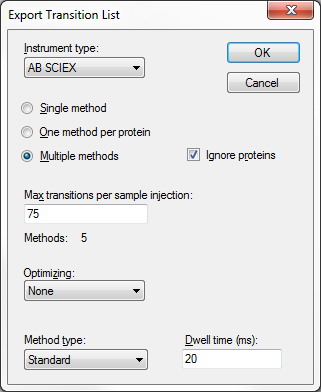 Export Transition List
Instrument type:
AB SCIEX
OK
Cancel
Single method
One method per protein
Multiple methods
Ignore proteins
Max transitions per sample injection:
75
Methods: 5
Optimizing:
None
Method type:
Dwell time (ms):
Standard
20